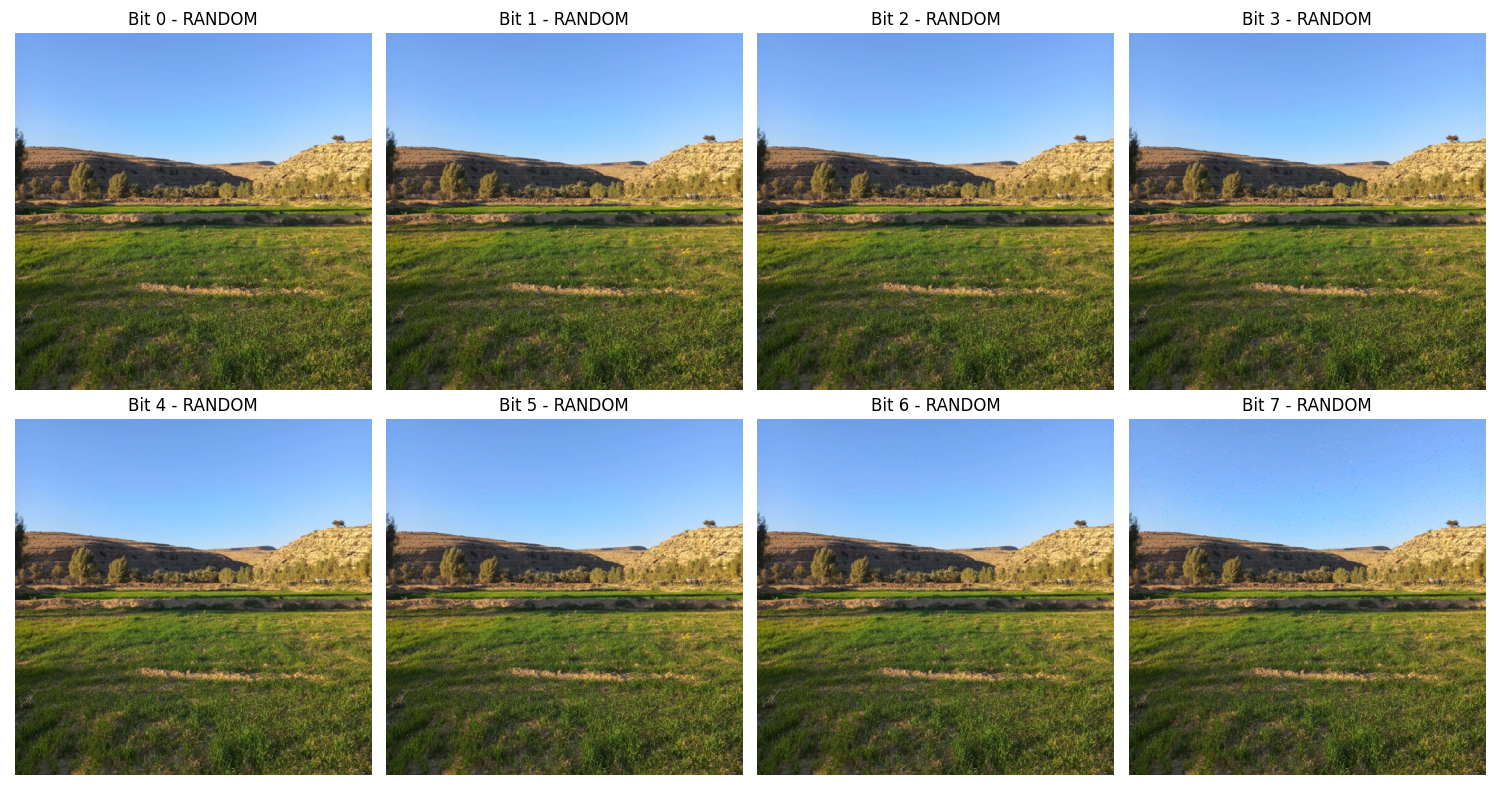 Bit 0 - RANDOM
Bit 1 - RANDOM
Bit 2 - RANDOM
Bit 3 - RANDOM
Bit 4 - RANDOM
Bit 5 - RANDOM
Bit 6 - RANDOM
Bit 7 - RANDOM